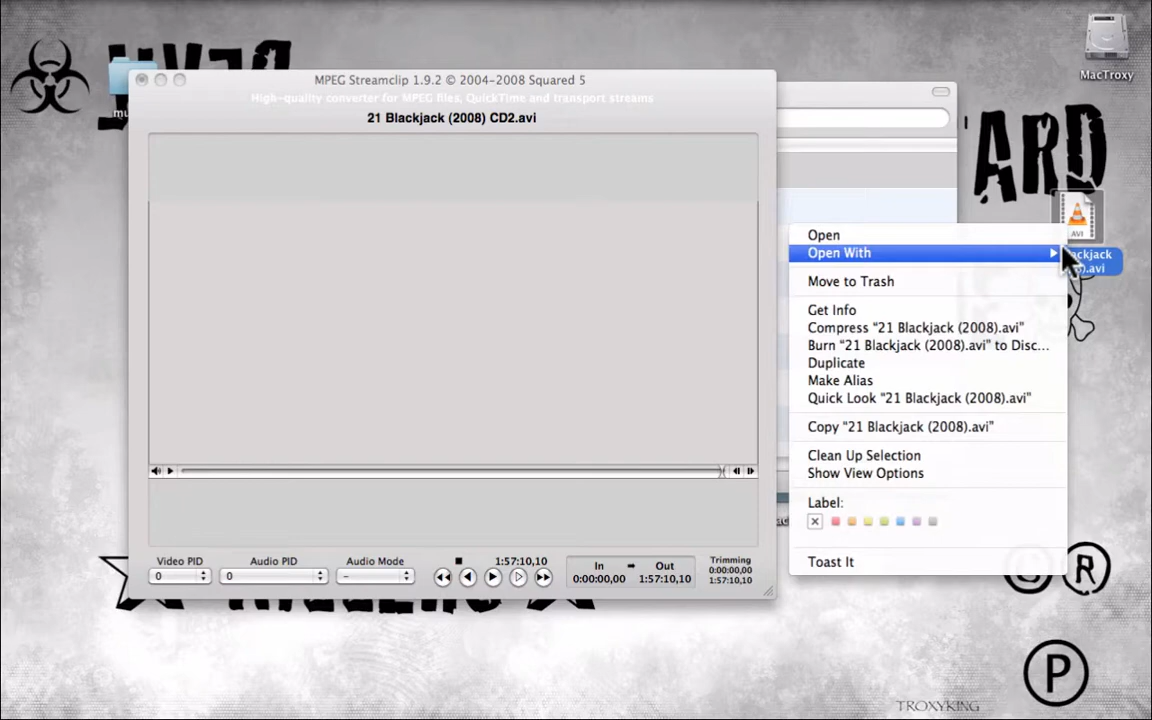 MacTroxy
MPEG Streamclip 1.9.2 © 2004-2008 Squared 5
High-quality converter for MPEG files, QuickTime and transport streams
21 Blackjack (2008) CD2.avi
ARD
.AVI
Open
Open With
Move to Trash
Get Info
Compress "21 Blackjack (2008).avi"
Burn "21 Blackjack (2008).avi" to Disc...
Duplicate
Make Alias
Quick Look "21 Blackjack (2008).avi"
Copy "21 Blackjack (2008).avi"
Clean Up Selection
Show View Options
Label:
Toast It
Video PID
0
Audio PID
0
Audio Mode
–
1:57:10,10
In
0:00:00,00
Out
1:57:10,10
Trimming
0:00:00,00
1:57:10,10
R
P
TROXYKING